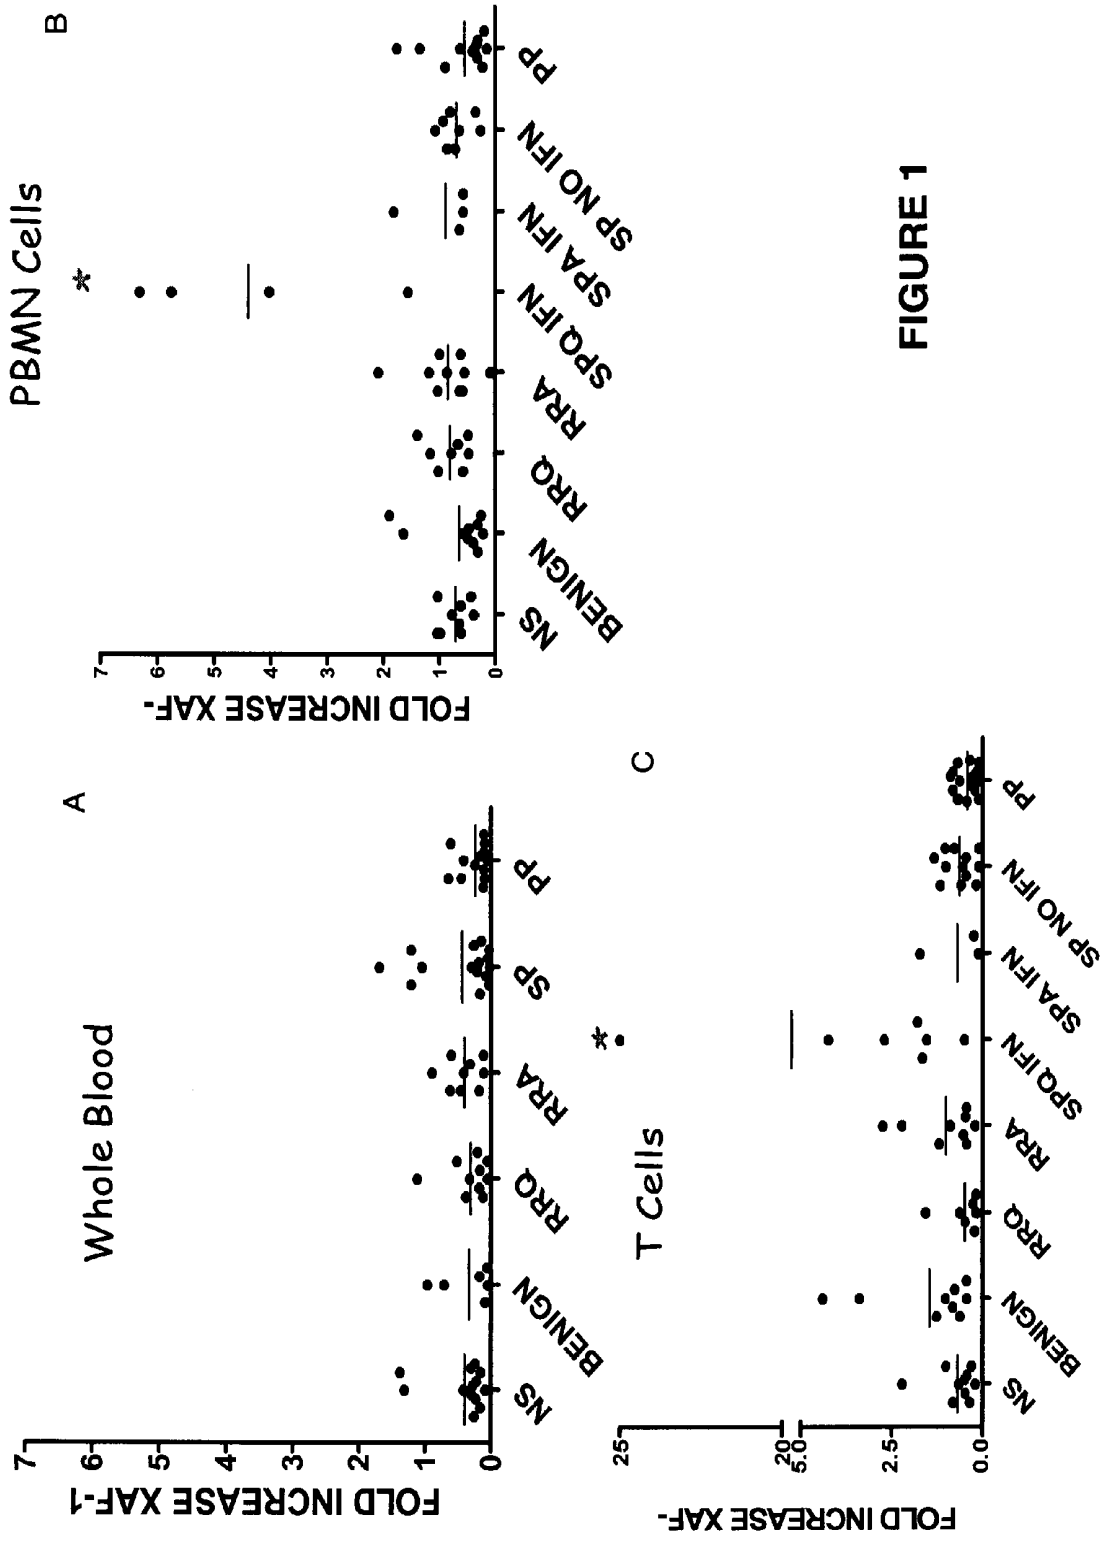 A
Whole Blood
FOLD INCREASE XAF-1
7
6
5
4
3
2
1
0
NS
BENIGN
RRQ
RRA
SP
PP
B
PBMN Cells
*
FOLD INCREASE XAF-
7
6
5
4
3
2
1
0
NS
BENIGN
RRQ
RRA
SPQ IFN
SPA IFN
SP NO IFN
PP
C
T Cells
*
FOLD INCREASE XAF-
25
20
5.0
2.5
0.0
NS
BENIGN
RRQ
RRA
SPQ IFN
SPA IFN
SP NO IFN
PP
FIGURE 1